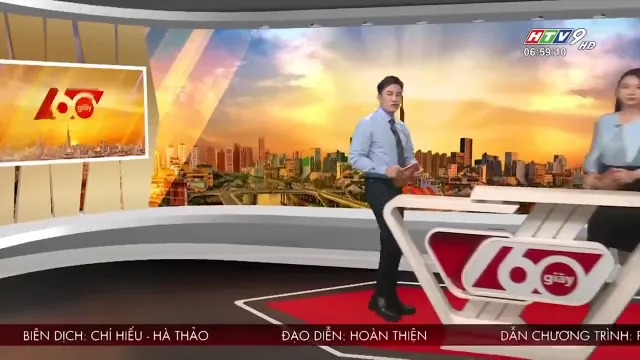 HTV9 HD
06:59:10
60 giây
60 giây
BIÊN DỊCH: CHÍ HIẾU - HÀ THẢO ĐẠO DIỄN: HOÀN THIỆN DẪN CHƯƠNG TRÌNH: